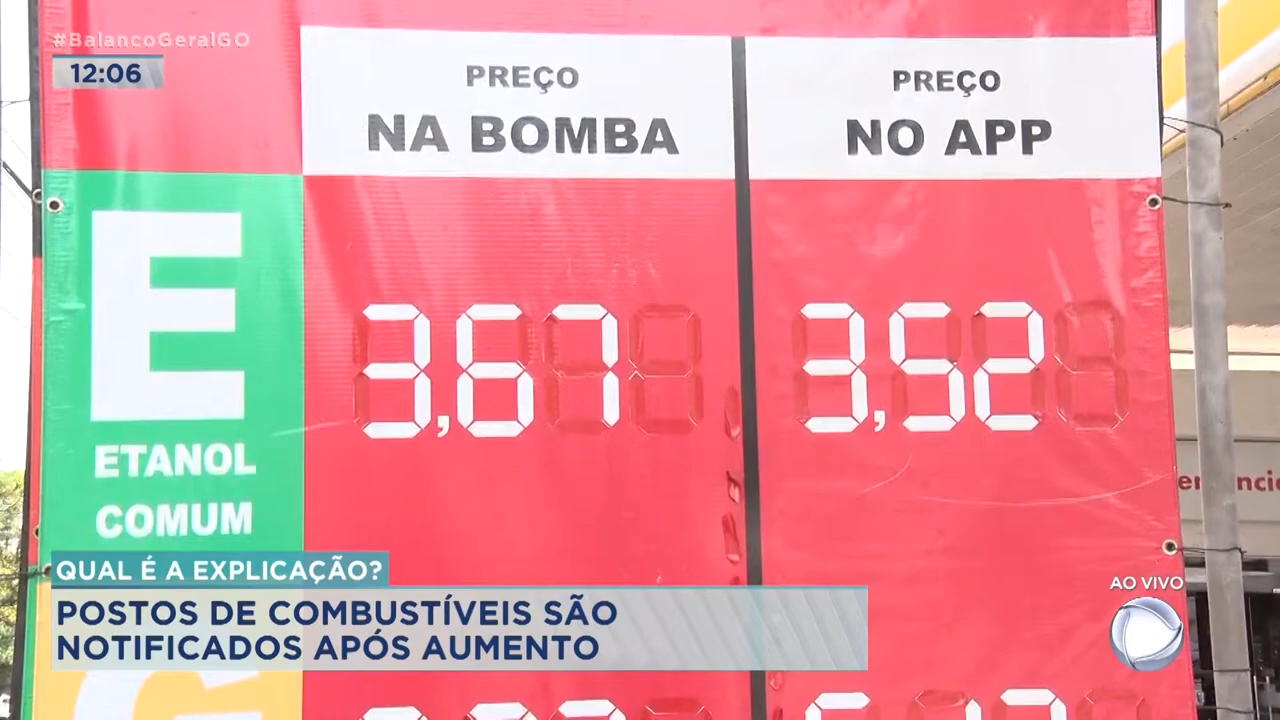 #BalancoGeralGO
12:06
PREÇO
NA BOMBA
PREÇO
NO APP
E
3,67
3,52
ETANOL
COMUM
QUAL É A EXPLICAÇÃO?
POSTOS DE COMBUSTÍVEIS SÃO
NOTIFICADOS APÓS AUMENTO
AO VIVO